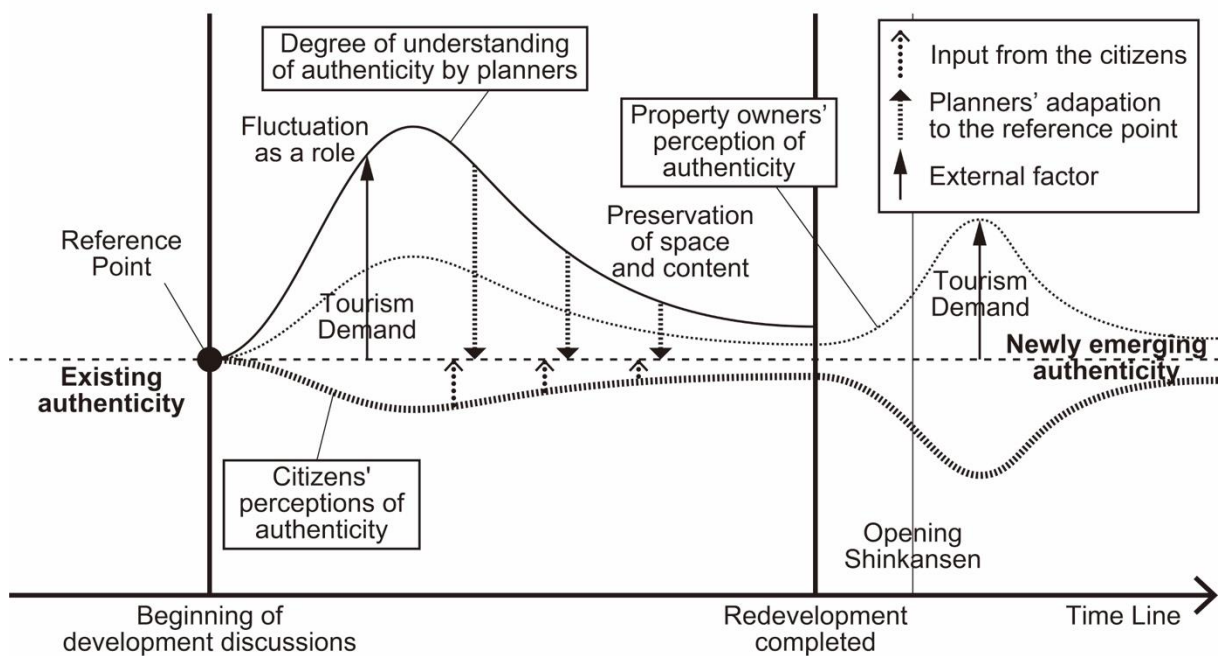 Degree of understanding
of authenticity by planners
Fluctuation
as a role
Property owners'
perception of
authenticity
Input from the citizens
Planners' adapation
to the reference point
External factor
Reference
Point
Preservation
of space
and content
Tourism
Demand
Tourism
Demand
Existing
authenticity
Newly emerging
authenticity
Citizens'
perceptions of
authenticity
Opening
Shinkansen
Beginning of
development discussions
Redevelopment
completed
Time Line